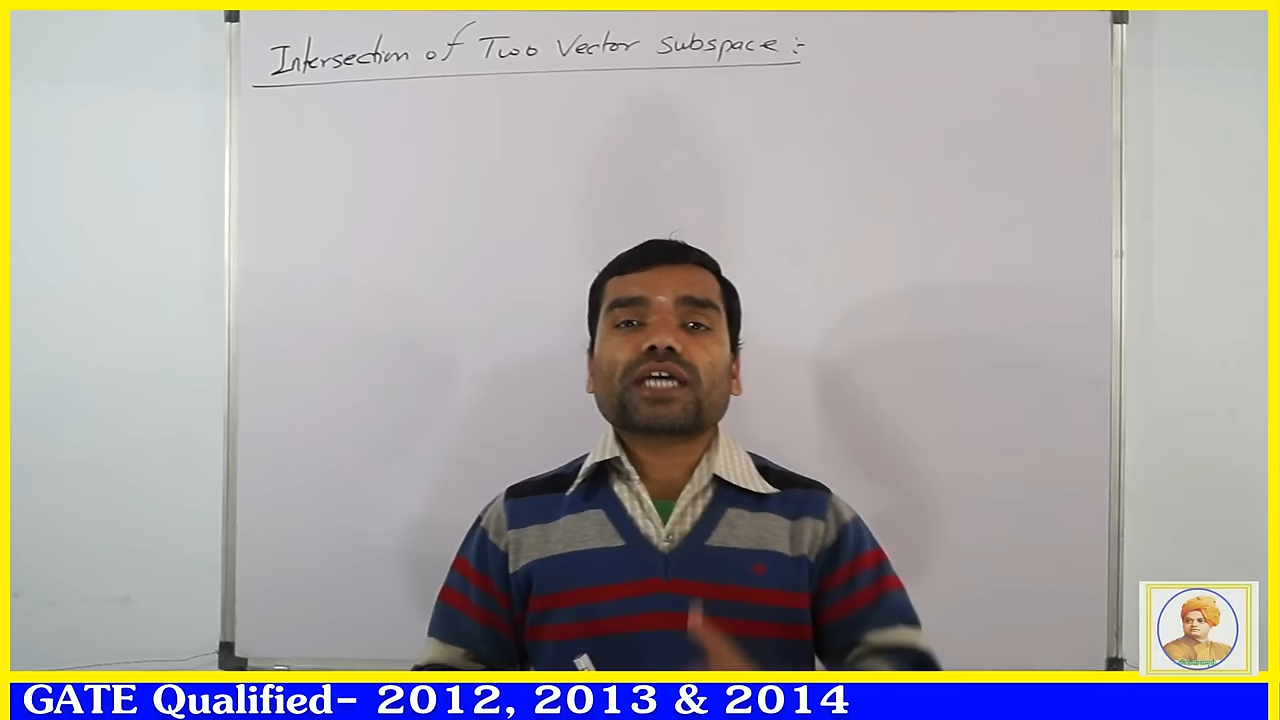 Intersection of Two Vector subspace :-
GATE Qualified- 2012, 2013 & 2014